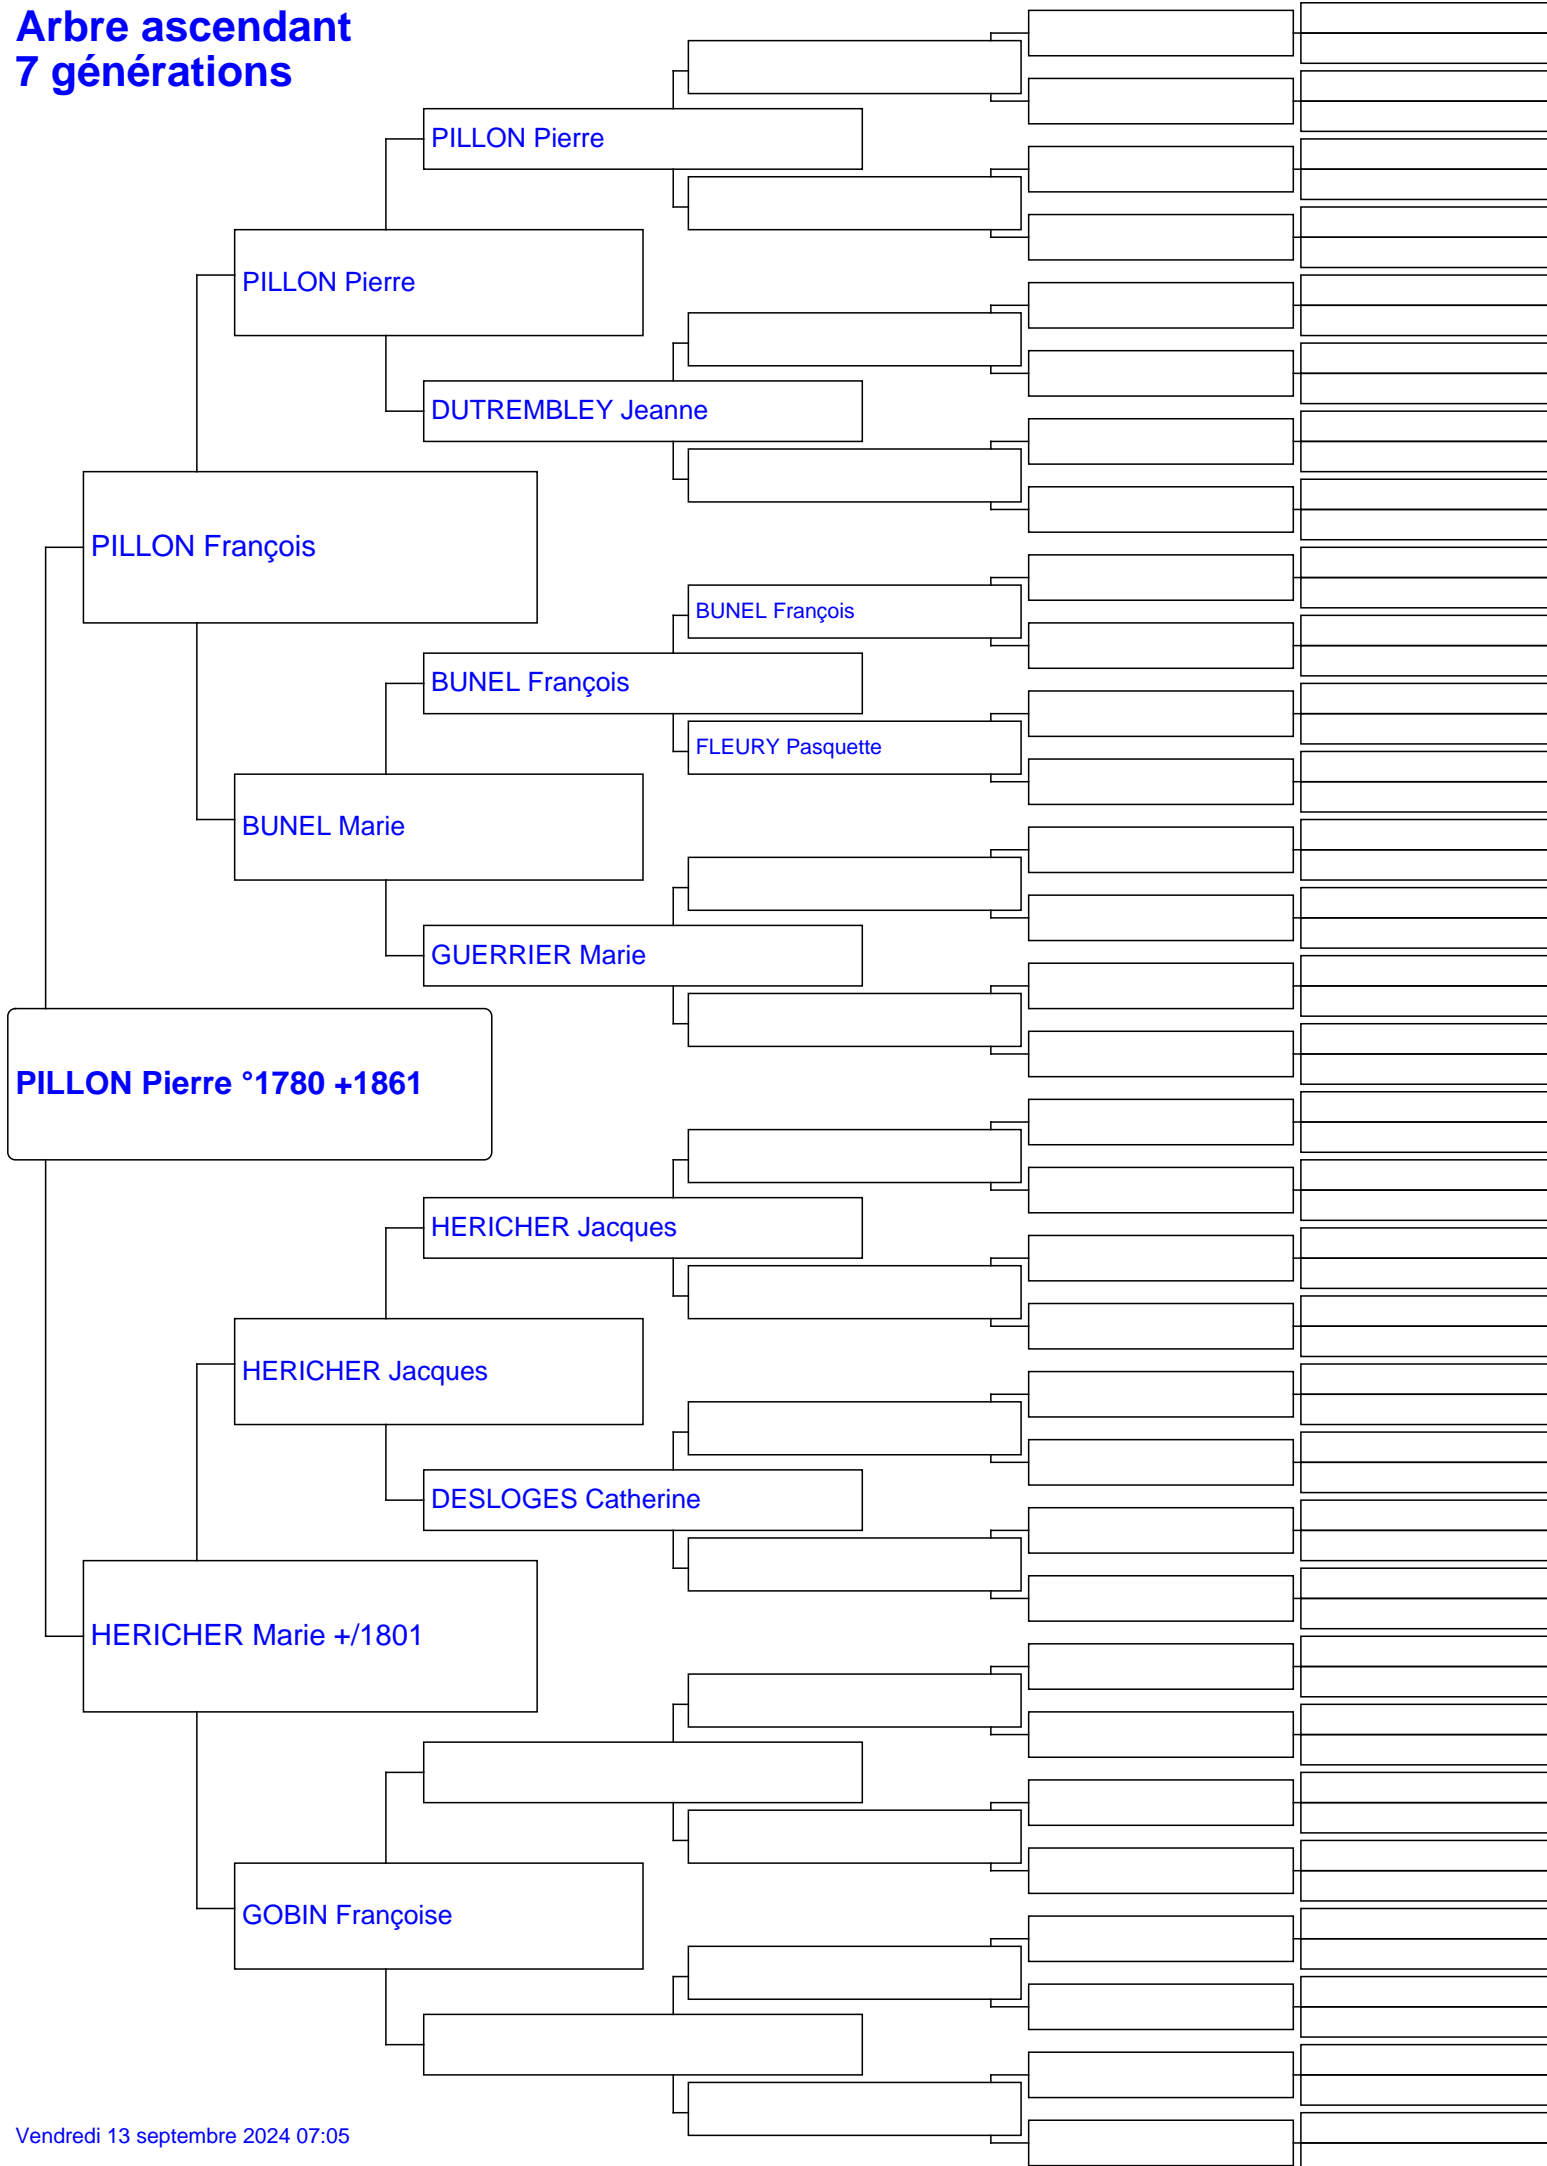 Arbre ascendant
7 générations
PILLON Pierre
PILLON Pierre
DUTREMBLEY Jeanne
PILLON François
BUNEL François
BUNEL François
FLEURY Pasquette
BUNEL Marie
GUERRIER Marie
PILLON Pierre °1780 +1861
HERICHER Jacques
HERICHER Jacques
DESLOGES Catherine
HERICHER Marie +/1801
GOBIN Françoise
Vendredi 13 septembre 2024 07:05